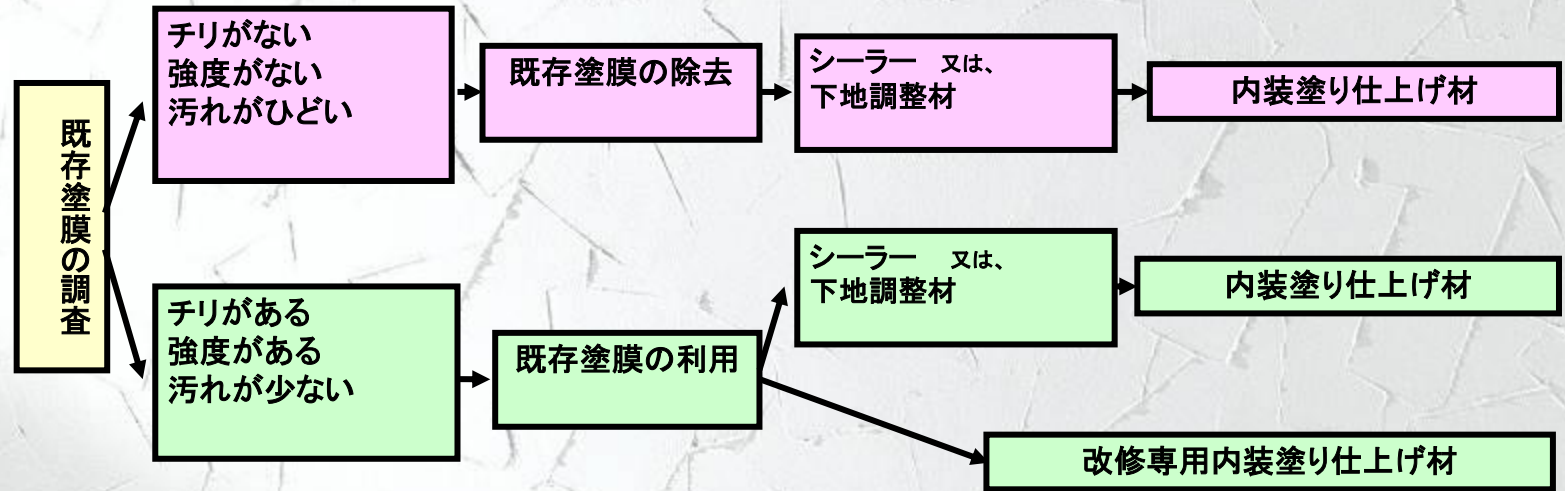 既存塗膜の調査
チリがない
強度がない
汚れがひどい
既存塗膜の除去
シーラー 又は、
下地調整材
内装塗り仕上げ材
チリがある
強度がある
汚れが少ない
既存塗膜の利用
シーラー 又は、
下地調整材
内装塗り仕上げ材
改修専用内装塗り仕上げ材